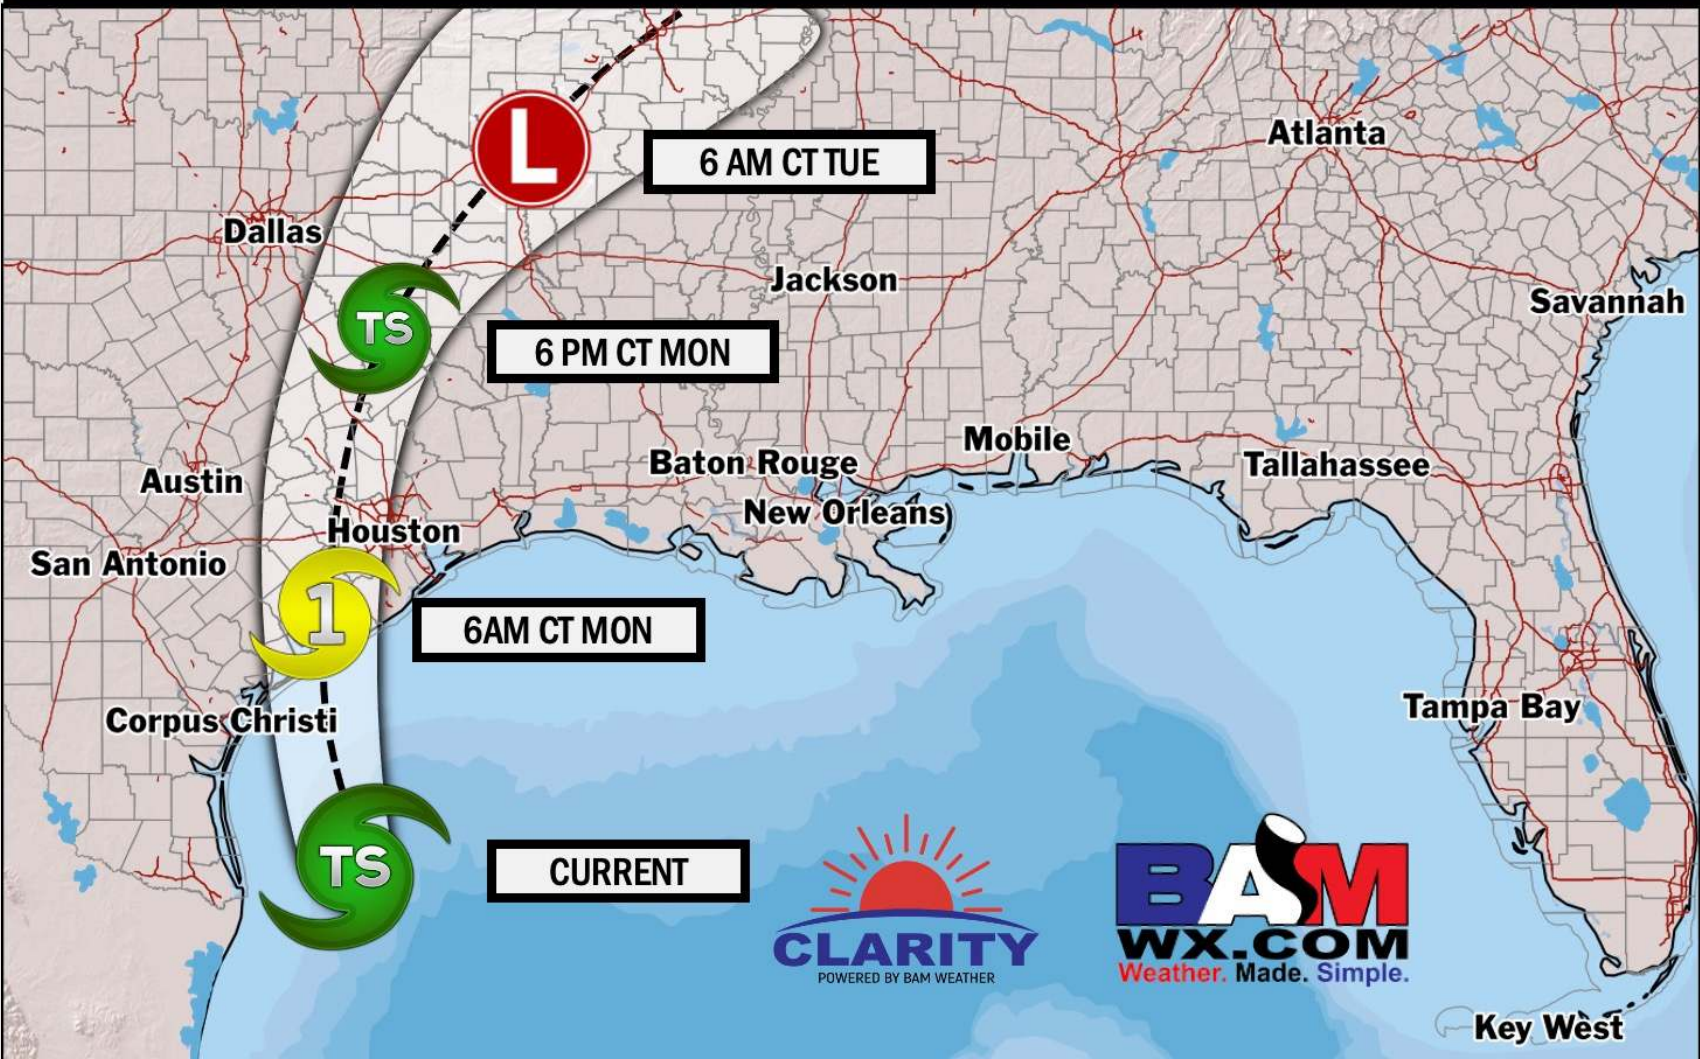 L
6 AM CT TUE
Atlanta
Dallas
Jackson
Savannah
TS
6 PM CT MON
Mobile
Baton Rouge
Tallahassee
Austin
New Orleans
Houston
San Antonio
1
6AM CT MON
Tampa Bay
Corpus Christi
TS
CURRENT
CLARITY
POWERED BY BAM WEATHER
BAM
WX.COM
Weather. Made. Simple.
Key West